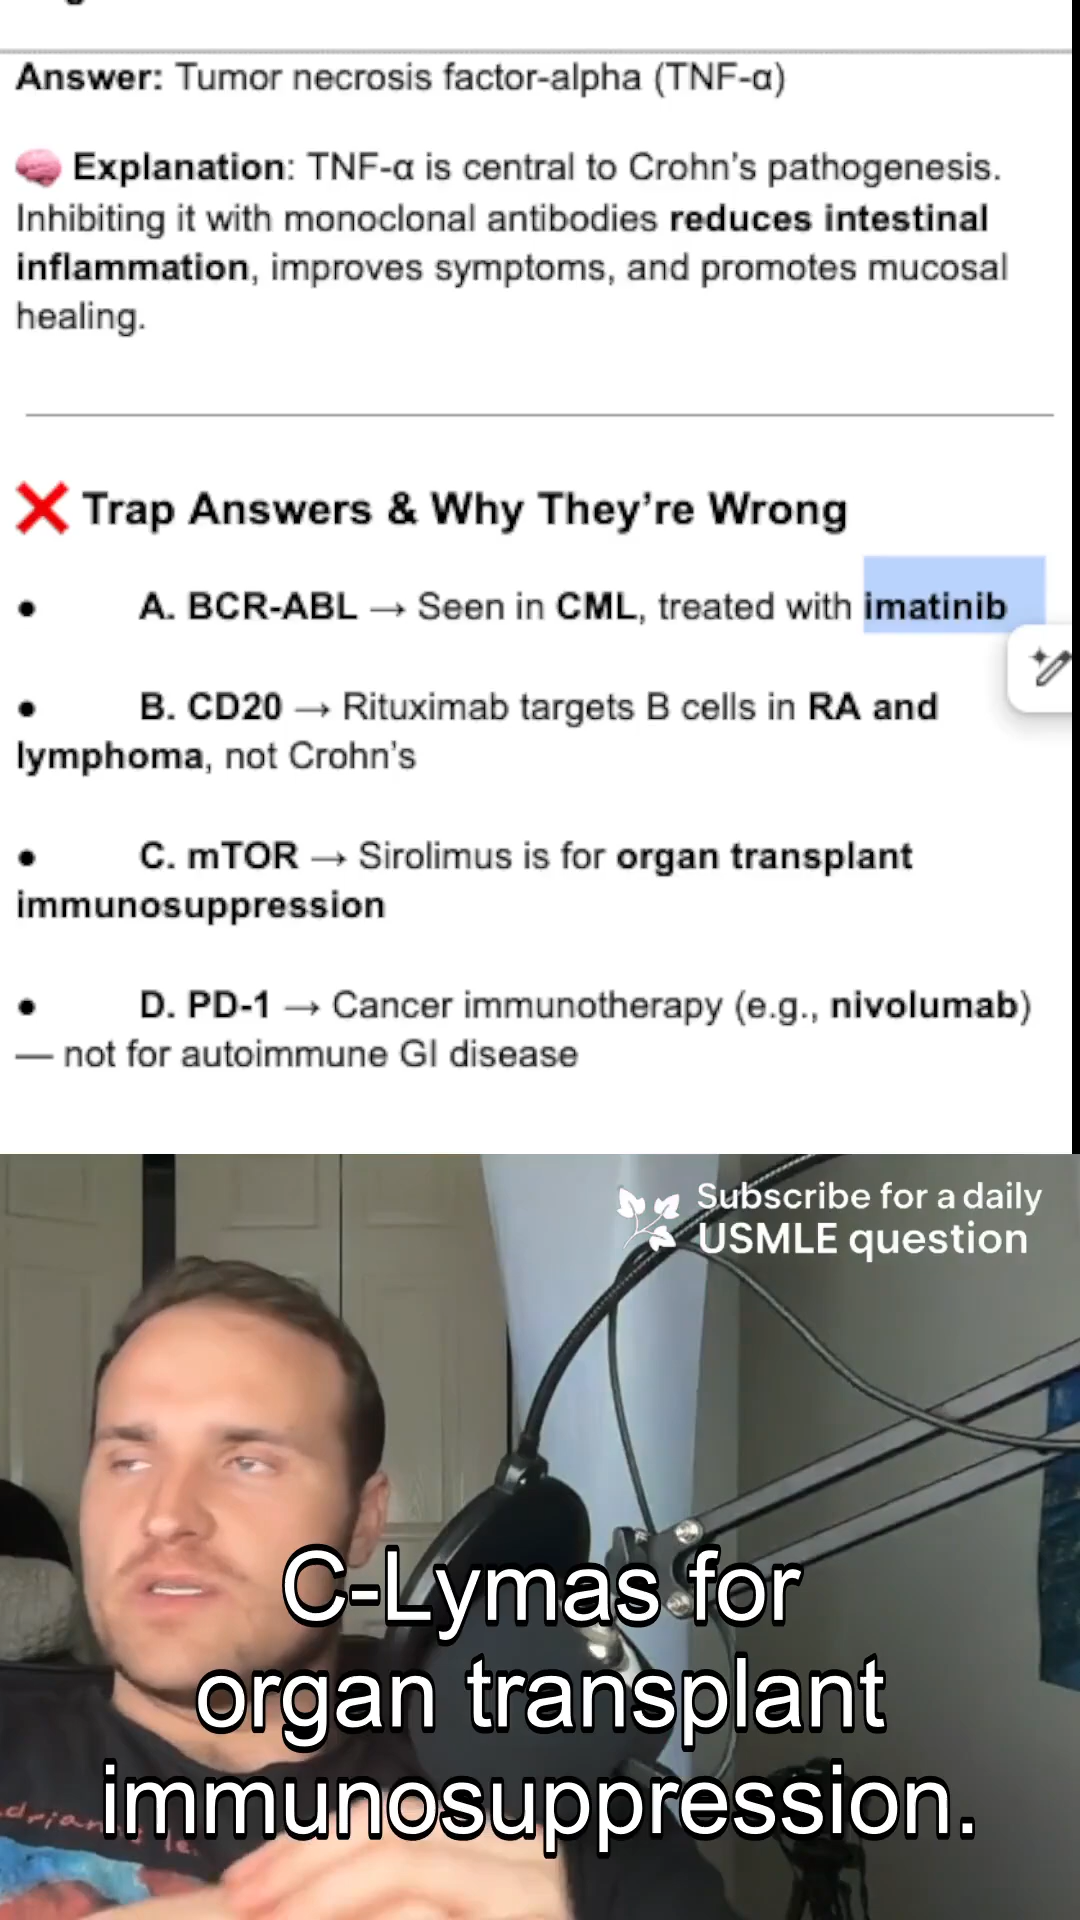 Answer: Tumor necrosis factor-alpha (TNF-α)
🧠 Explanation: TNF-α is central to Crohn's pathogenesis.
Inhibiting it with monoclonal antibodies reduces intestinal
inflammation, improves symptoms, and promotes mucosal
healing.
❌ Trap Answers & Why They're Wrong
● A. BCR-ABL → Seen in CML, treated with imatinib
● B. CD20 → Rituximab targets B cells in RA and
lymphoma, not Crohn's
● C. mTOR → Sirolimus is for organ transplant
immunosuppression
● D. PD-1 → Cancer immunotherapy (e.g., nivolumab)
— not for autoimmune GI disease
Subscribe for a daily
USMLE question
C-Lymas for
organ transplant
immunosuppression.